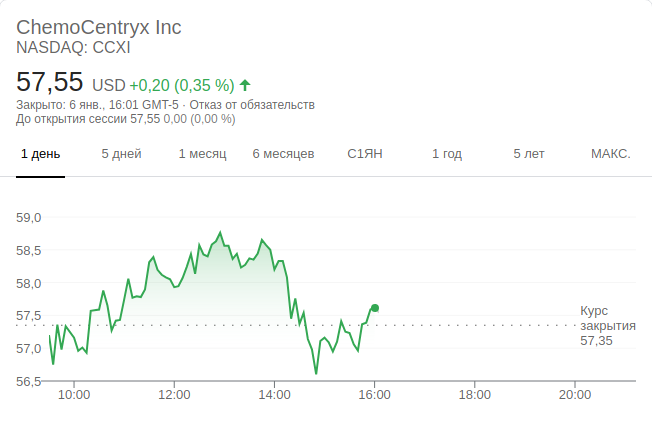 ChemoCentryx Inc
NASDAQ: CCXI
57,55 USD +0,20 (0,35 %)
Закрыто: 6 янв., 16:01 GMT-5 · Отказ от обязательств
До открытия сессии 57,55 0,00 (0,00 %)
1 день 5 дней 1 месяц 6 месяцев С1ЯН 1 год 5 лет МАКС.
59,0
58,5
58,0
57,5
57,0
56,5
Курс
закрытия
57,35
10:00 12:00 14:00 16:00 18:00 20:00